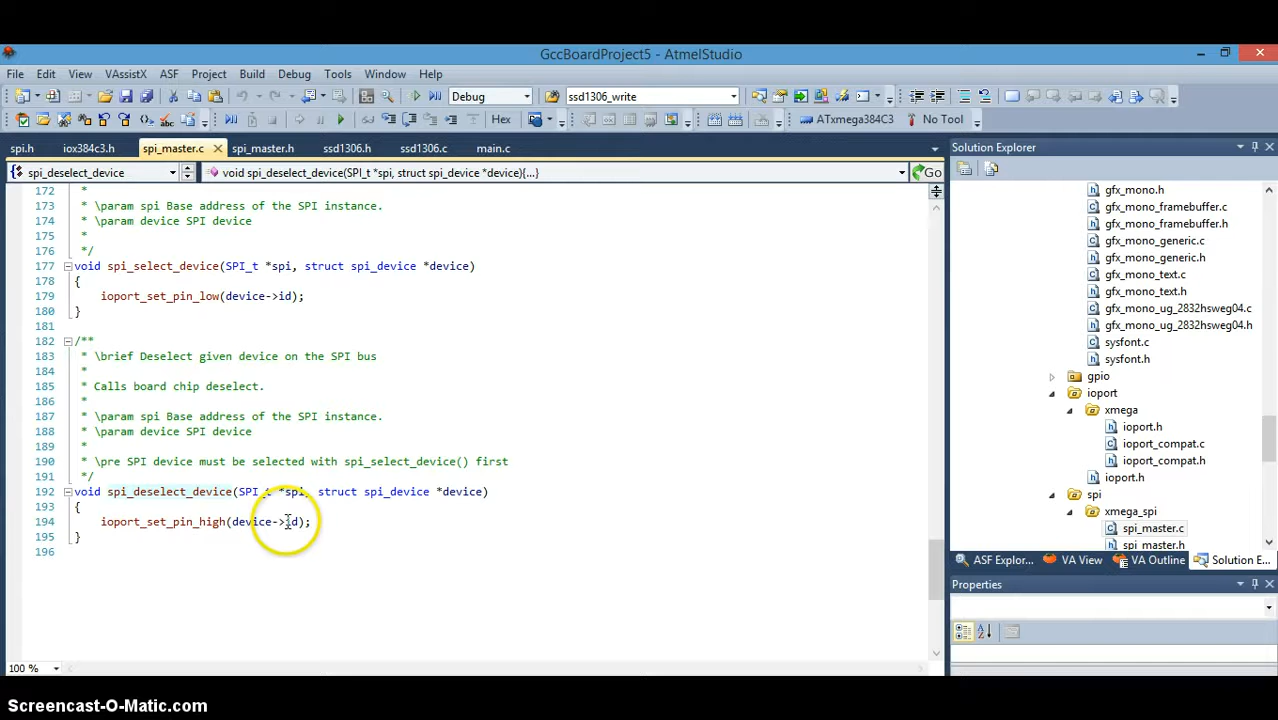 GccBoardProject5 - AtmelStudio
File Edit View VAssistX ASF Project Build Debug Tools Window Help
Debug ssd1306_write
Hex ATxmega384C3 No Tool
spi.h iox384c3.h spi_master.c spi_master.h ssd1306.h ssd1306.c main.c
spi_deselect_device void spi_deselect_device(SPI_t *spi, struct spi_device *device){...} Go
172 *
173 * \param spi Base address of the SPI instance.
174 * \param device SPI device
175 *
176 */
177 void spi_select_device(SPI_t *spi, struct spi_device *device)
178 {
179 ioport_set_pin_low(device->id);
180 }
181
182 /**
183 * \brief Deselect given device on the SPI bus
184 *
185 * Calls board chip deselect.
186 *
187 * \param spi Base address of the SPI instance.
188 * \param device SPI device
189 *
190 * \pre SPI device must be selected with spi_select_device() first
191 */
192 void spi_deselect_device(SPI_t *spi, struct spi_device *device)
193 {
194 ioport_set_pin_high(device->id);
195 }
196
100 %
Solution Explorer
gfx_mono.h
gfx_mono_framebuffer.c
gfx_mono_framebuffer.h
gfx_mono_generic.c
gfx_mono_generic.h
gfx_mono_text.c
gfx_mono_text.h
gfx_mono_ug_2832hsweg04.c
gfx_mono_ug_2832hsweg04.h
sysfont.c
sysfont.h
gpio
ioport
xmega
ioport.h
ioport_compat.c
ioport_compat.h
ioport.h
spi
xmega_spi
spi_master.c
spi_master.h
ASF Explor... VA View VA Outline Solution E...
Properties
Screencast-O-Matic.com